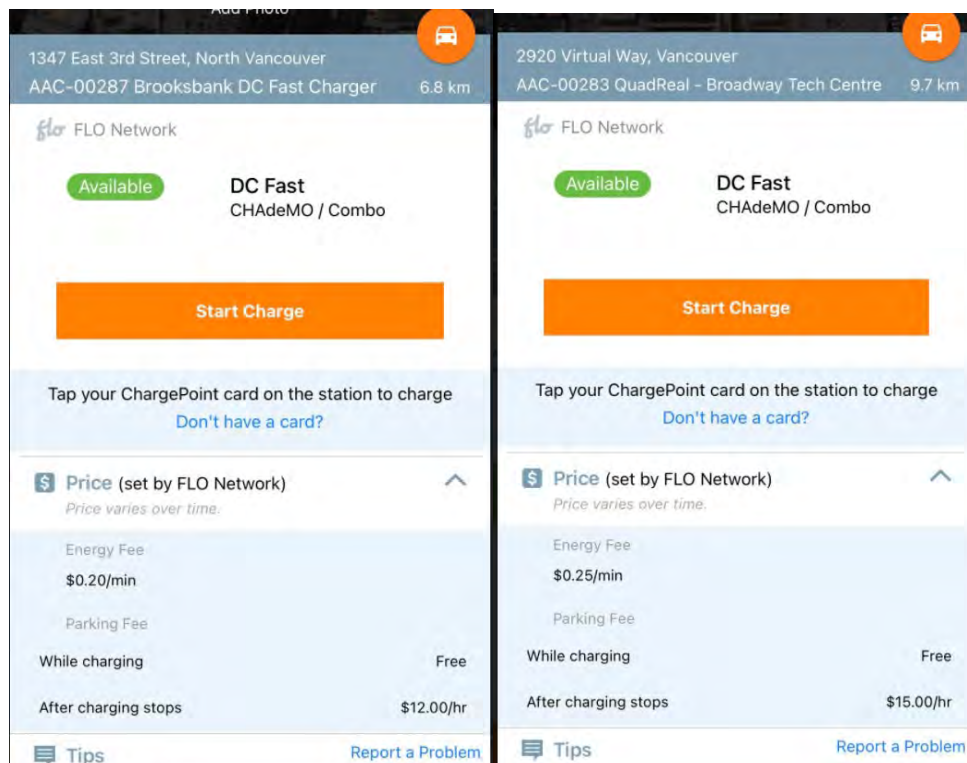 Add Photo
1347 East 3rd Street, North Vancouver
AAC-00287 Brooksbank DC Fast Charger 6.8 km
flo FLO Network
Available DC Fast
CHAdeMO / Combo
Start Charge
Tap your ChargePoint card on the station to charge
Don't have a card?
$ Price (set by FLO Network)
Price varies over time.
Energy Fee
$0.20/min
Parking Fee
While charging Free
After charging stops $12.00/hr
Tips Report a Problem
2920 Virtual Way, Vancouver
AAC-00283 QuadReal - Broadway Tech Centre 9.7 km
flo FLO Network
Available DC Fast
CHAdeMO / Combo
Start Charge
Tap your ChargePoint card on the station to charge
Don't have a card?
$ Price (set by FLO Network)
Price varies over time.
Energy Fee
$0.25/min
Parking Fee
While charging Free
After charging stops $15.00/hr
Tips Report a Problem